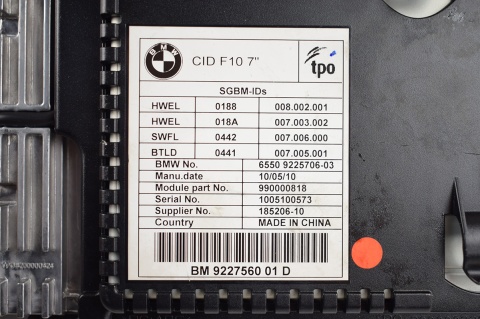 BMW
CID F10 7"
tpo
SGBM-IDs
HWEL 0188 008.002.001
HWEL 018A 007.003.002
SWFL 0442 007.006.000
BTLD 0441 007.005.001
BMW No. 6550 9225706-03
Manu.date 10/05/10
Module part No. 990000818
Serial No. 1005100573
Supplier No. 185206-10
Country MADE IN CHINA
BM 9227560 01 D